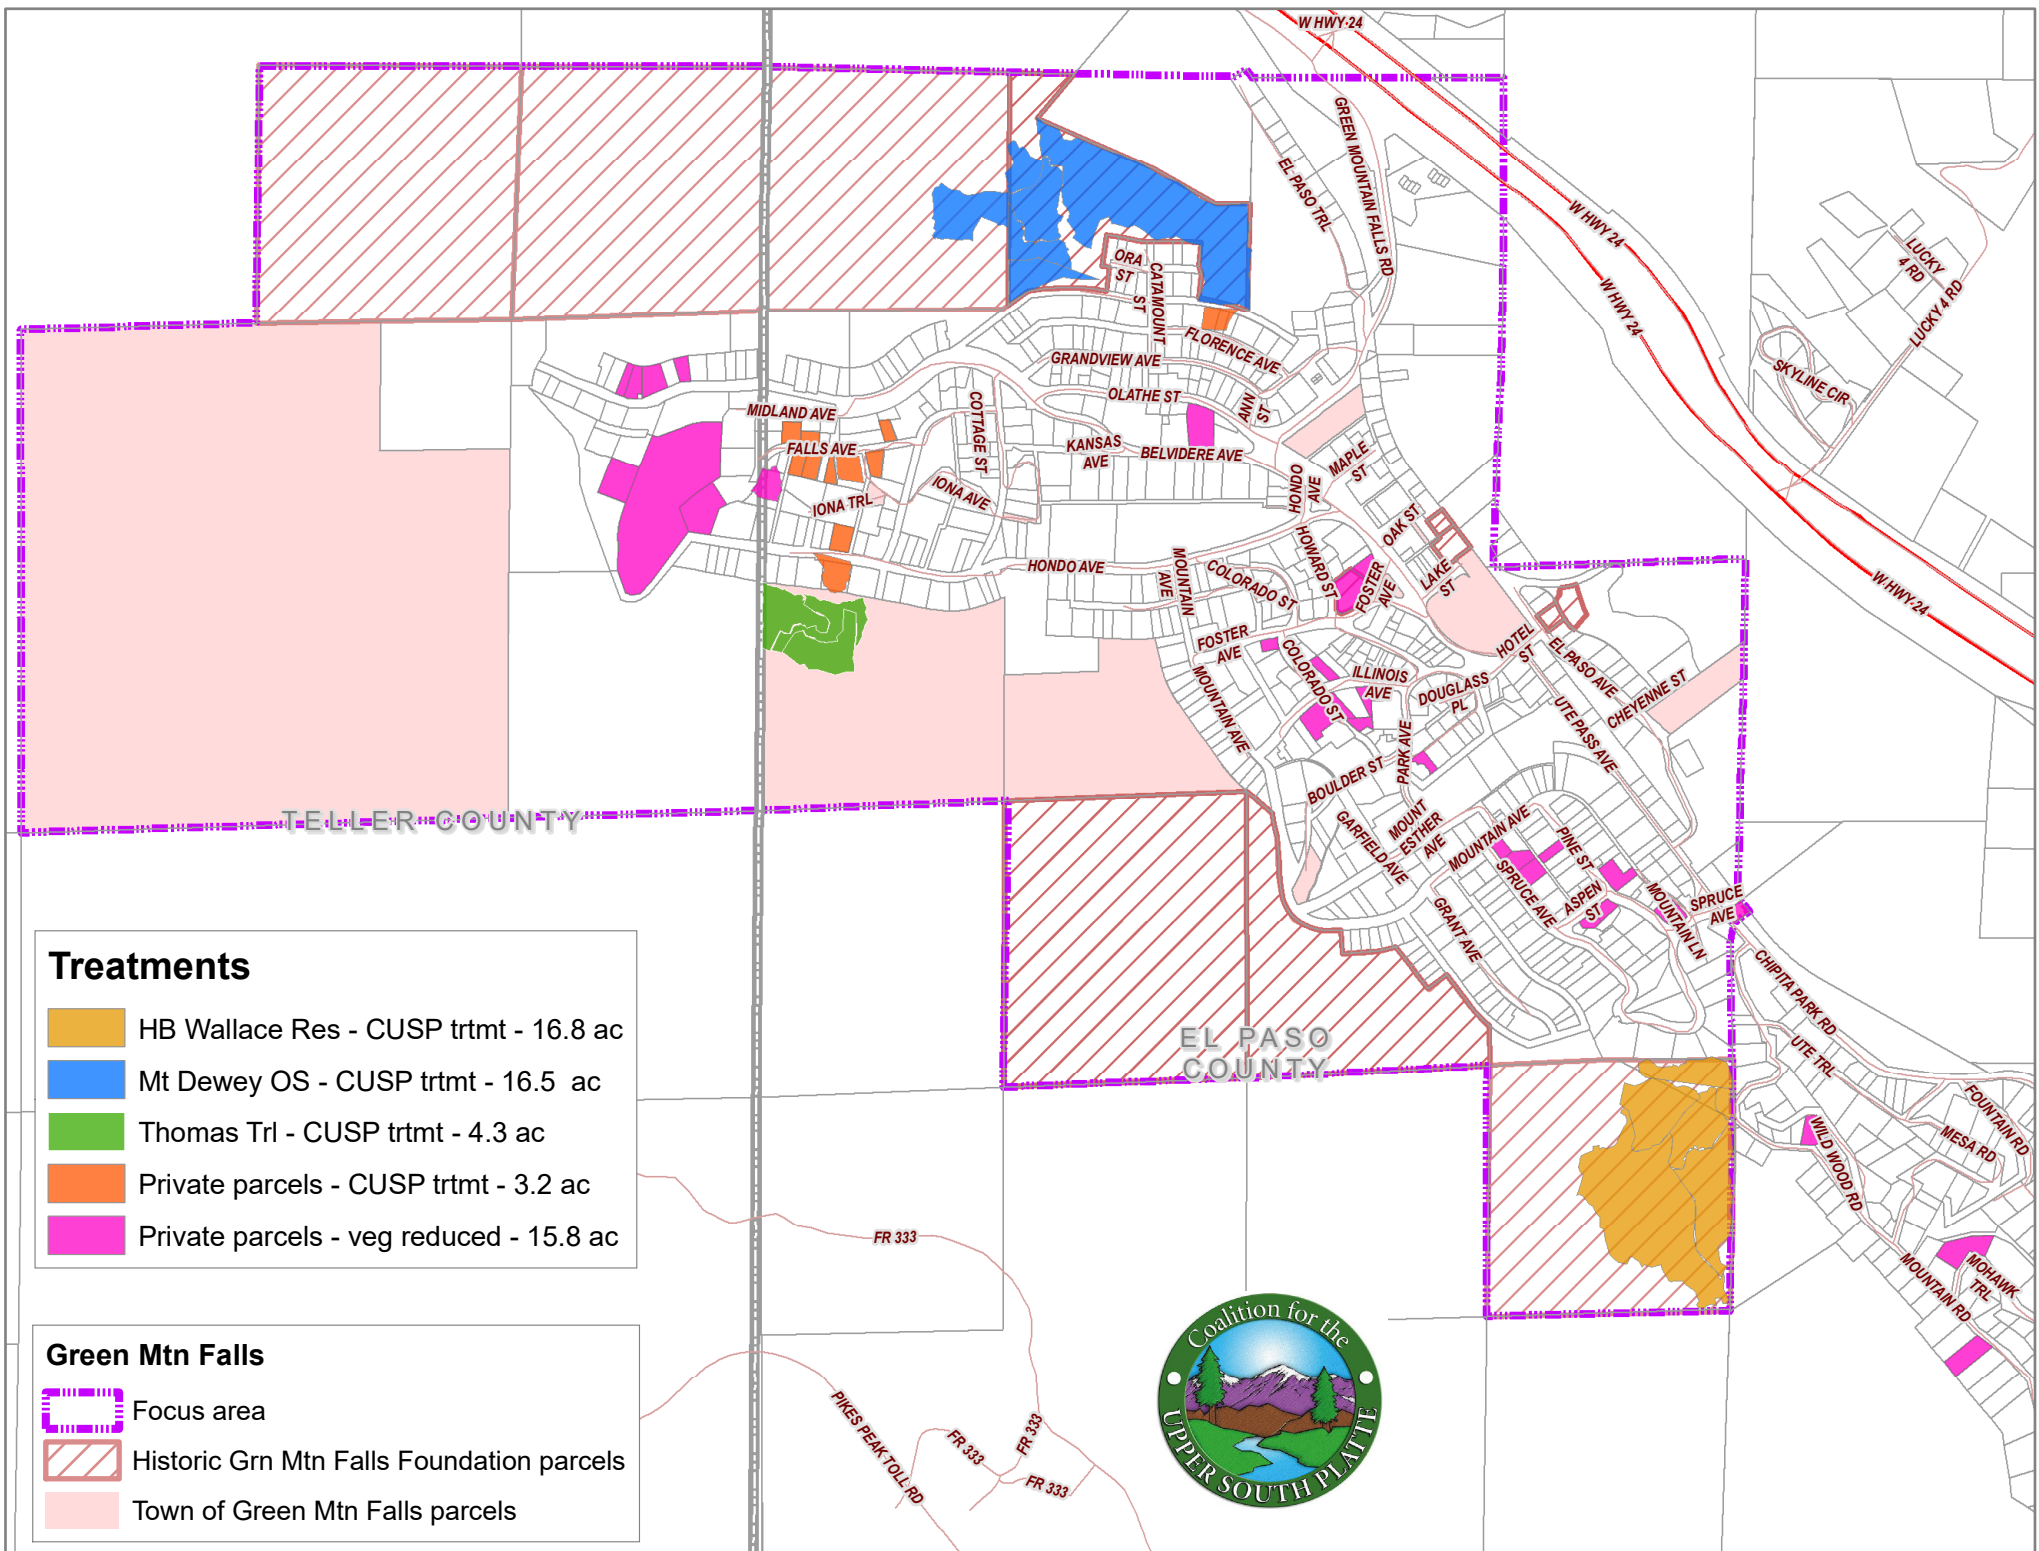 W HWY 24
GREEN MOUNTAIN FALLS RD
EL PASO TRL
W HWY 24
W HWY 24
LUCKY
4 RD
LUCKY 4 RD
SKYLINE CIR
ORA
ST
CATAMOUNT
ST
FLORENCE AVE
GRANDVIEW AVE
OLATHE ST
ANN
ST
MIDLAND AVE
COTTAGE ST
FALLS AVE
KANSAS
AVE
BELVIDERE AVE
MAPLE
ST
HONDO
AVE
IONA TRL
IONA AVE
OAK ST
HOWARD ST
LAKE
ST
FOSTER
AVE
HONDO AVE
MOUNTAIN
AVE
COLORADO ST
W HWY 24
FOSTER
AVE
HOTEL
ST
EL PASO AVE
COLORADO ST
ILLINOIS
AVE
DOUGLASS
PL
CHEYENNE ST
MOUNTAIN AVE
UTE PASS AVE
PARK AVE
BOULDER ST
MOUNT
ESTHER
AVE
GARFIELD AVE
MOUNTAIN AVE
PINE ST
SPRUCE AVE
ASPEN
ST
MOUNTAIN LN
SPRUCE
AVE
GRANT AVE
TELLER COUNTY
EL PASO
COUNTY
CHIPITA PARK RD
UTE TRL
FOUNTAIN RD
MESA RD
WILD WOOD RD
MOUNTAIN RD
MOHAWK
TRL
FR 333
PIKES PEAK TOLL RD
FR 333
FR 333
FR 333
Treatments
HB Wallace Res - CUSP trtmt - 16.8 ac
Mt Dewey OS - CUSP trtmt - 16.5 ac
Thomas Trl - CUSP trtmt - 4.3 ac
Private parcels - CUSP trtmt - 3.2 ac
Private parcels - veg reduced - 15.8 ac
Green Mtn Falls
Focus area
Historic Grn Mtn Falls Foundation parcels
Town of Green Mtn Falls parcels
Coalition for the
UPPER SOUTH PLATTE